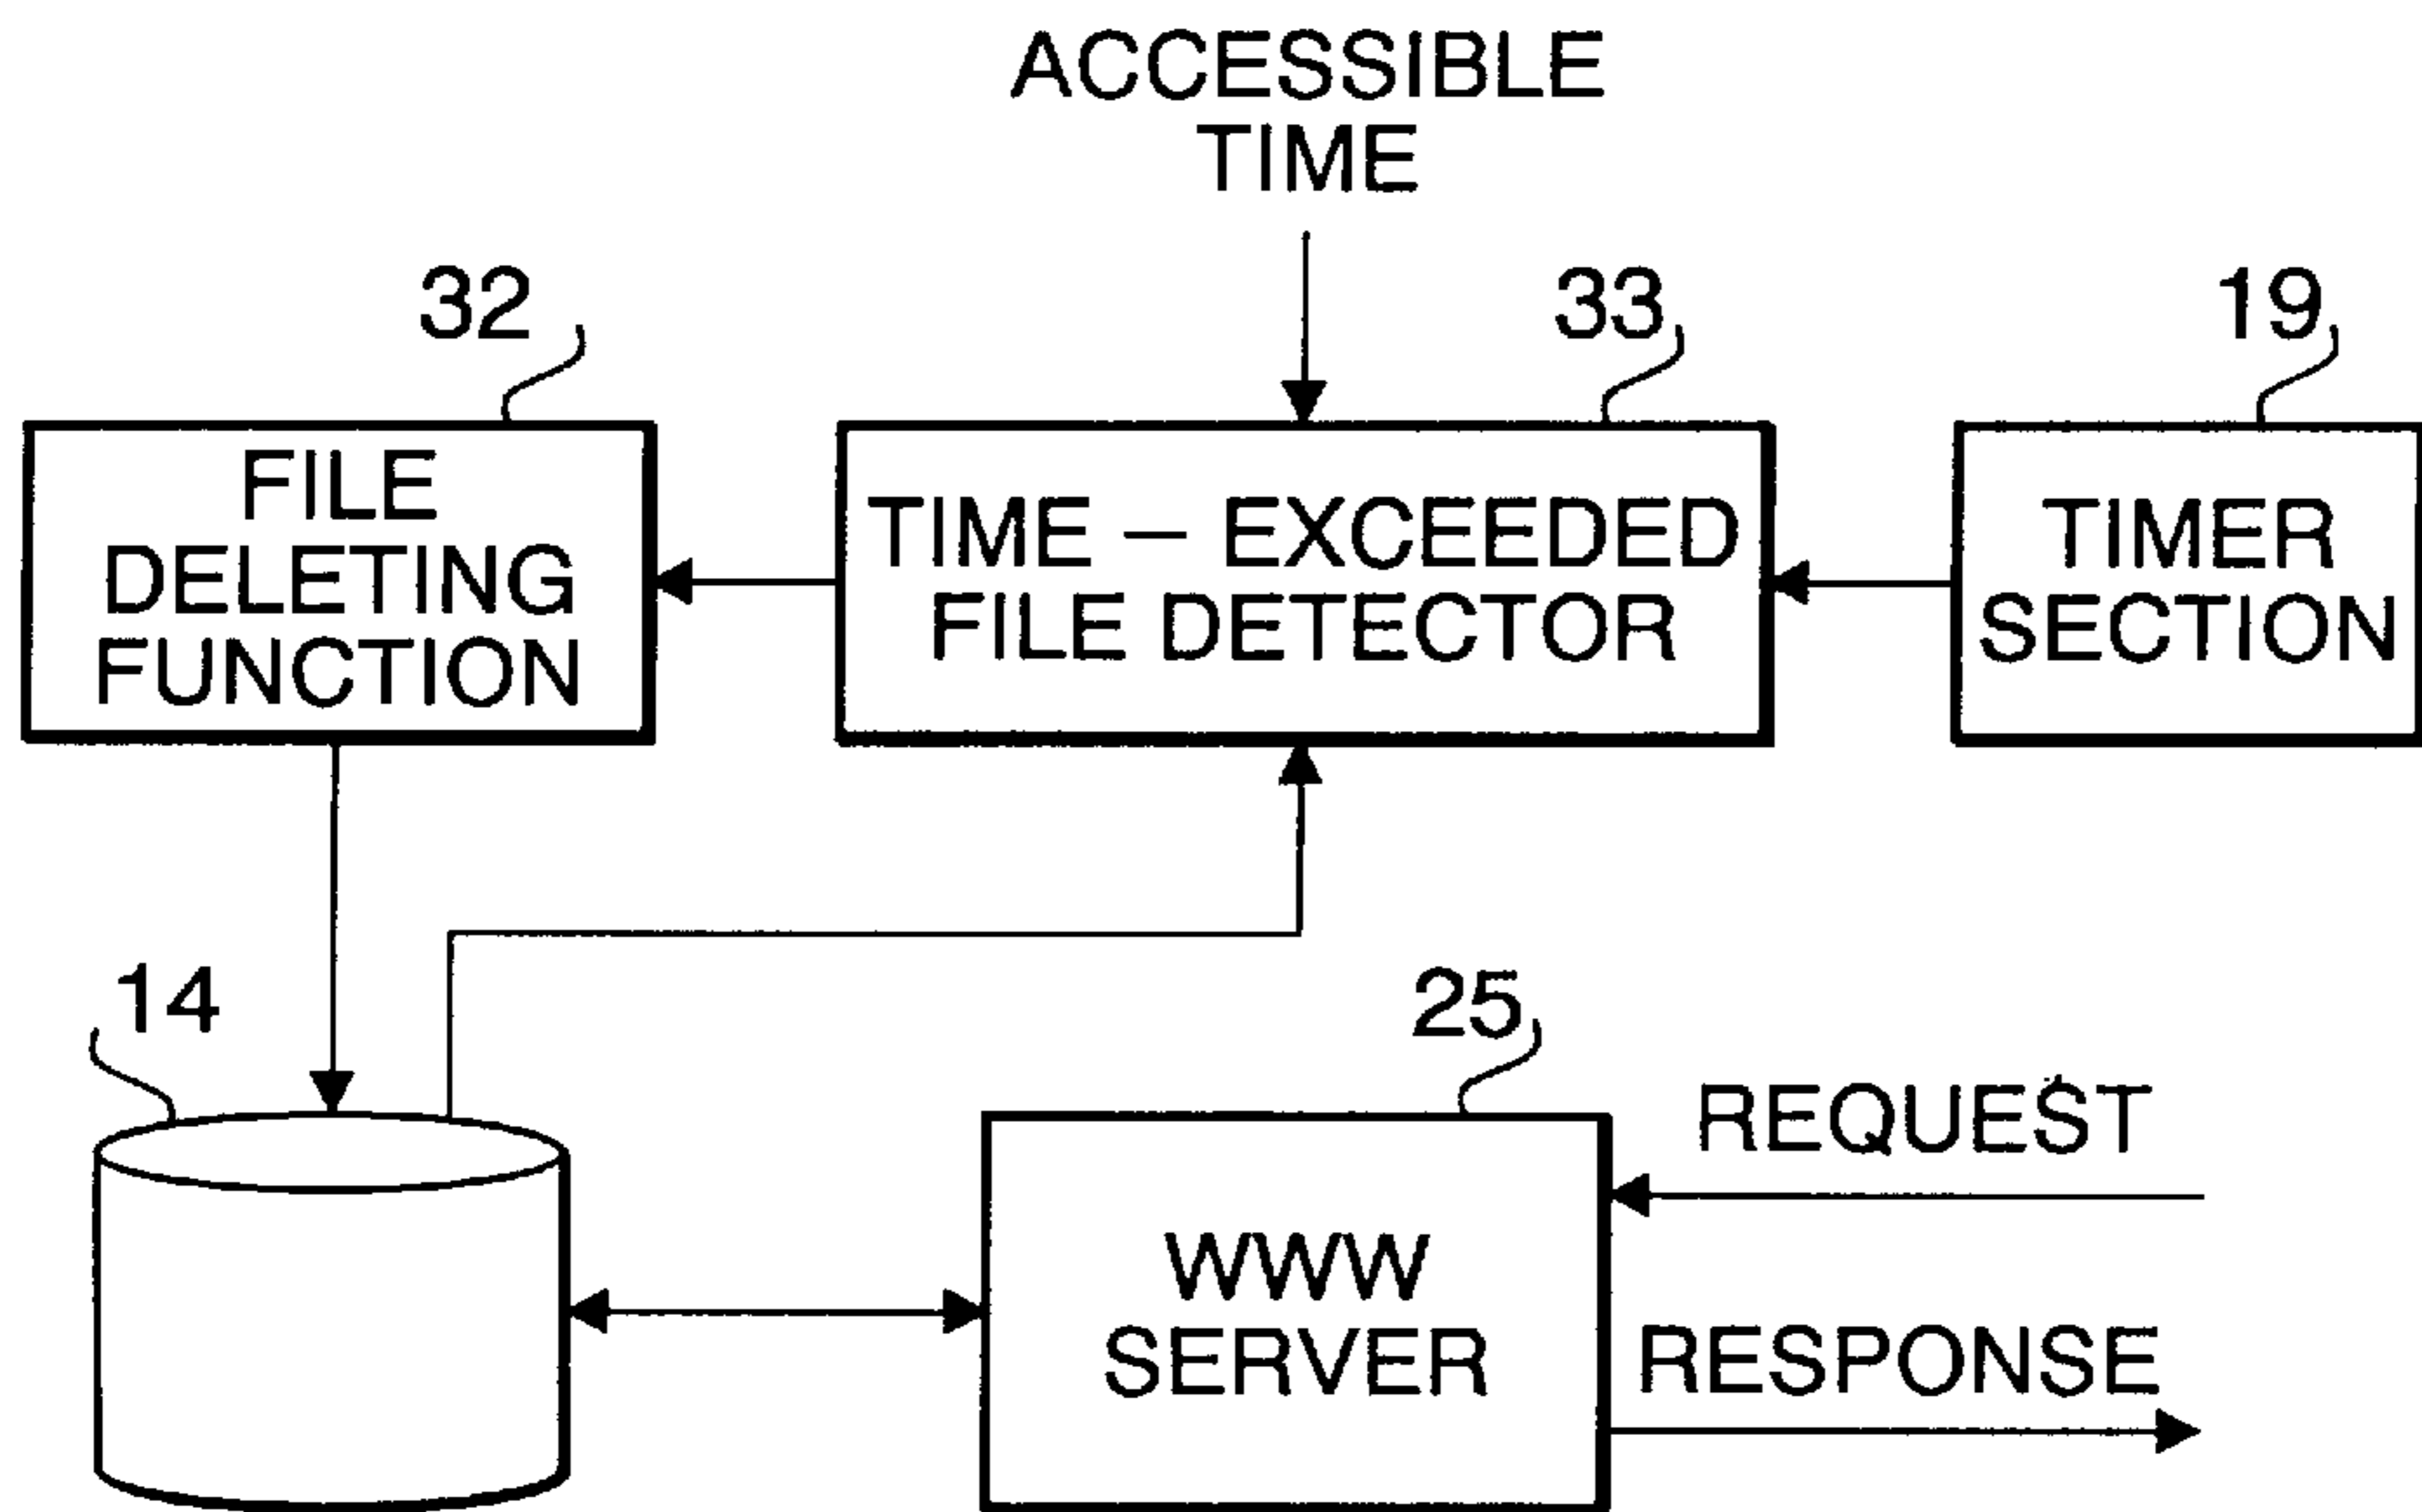 ACCESSIBLE
TIME
32
33
19
FILE
DELETING
FUNCTION
TIME – EXCEEDED
FILE DETECTOR
TIMER
SECTION
14
25
REQUEST
WWW
SERVER
RESPONSE